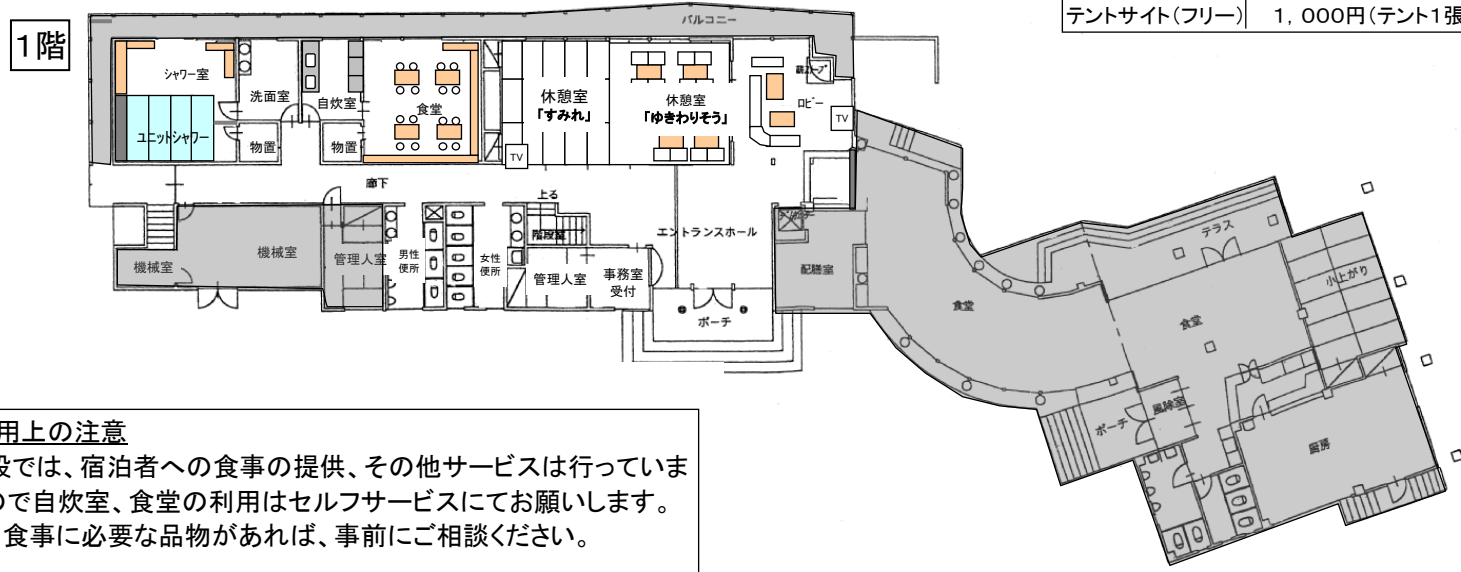 テントサイト(フリー) 1,000円(テント1張
1階
バルコニー
シャワー室
ユニットシャワー
洗面室
物置
自炊室
物置
食堂
TV
休憩室
「すみれ」
休憩室
「ゆきわりそう」
薪ストーブ
ロビー
TV
廊下
上る
階段室
エントランスホール
機械室
機械室
管理人室
男性
便所
女性
便所
管理人室
事務室
受付
ポーチ
配膳室
食堂
テラス
小上がり
食堂
ポーチ
風除室
厨房
用上の注意
設では、宿泊者への食事の提供、その他サービスは行っていま
ので自炊室、食堂の利用はセルフサービスにてお願いします。
食事に必要な品物があれば、事前にご相談ください。